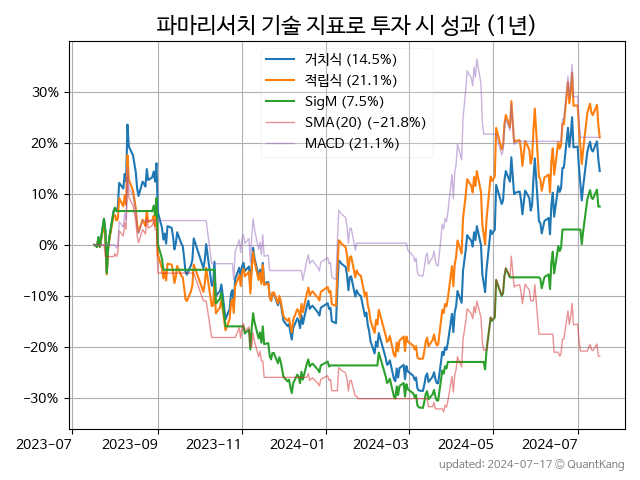 파마리서치 기술 지표로 투자 시 성과 (1년)
거치식 (14.5%)
적립식 (21.1%)
SigM (7.5%)
SMA(20) (−21.8%)
MACD (21.1%)
30%
20%
10%
0%
−10%
−20%
−30%
2023-07 2023-09 2023-11 2024-01 2024-03 2024-05 2024-07
updated: 2024-07-17 © QuantKang